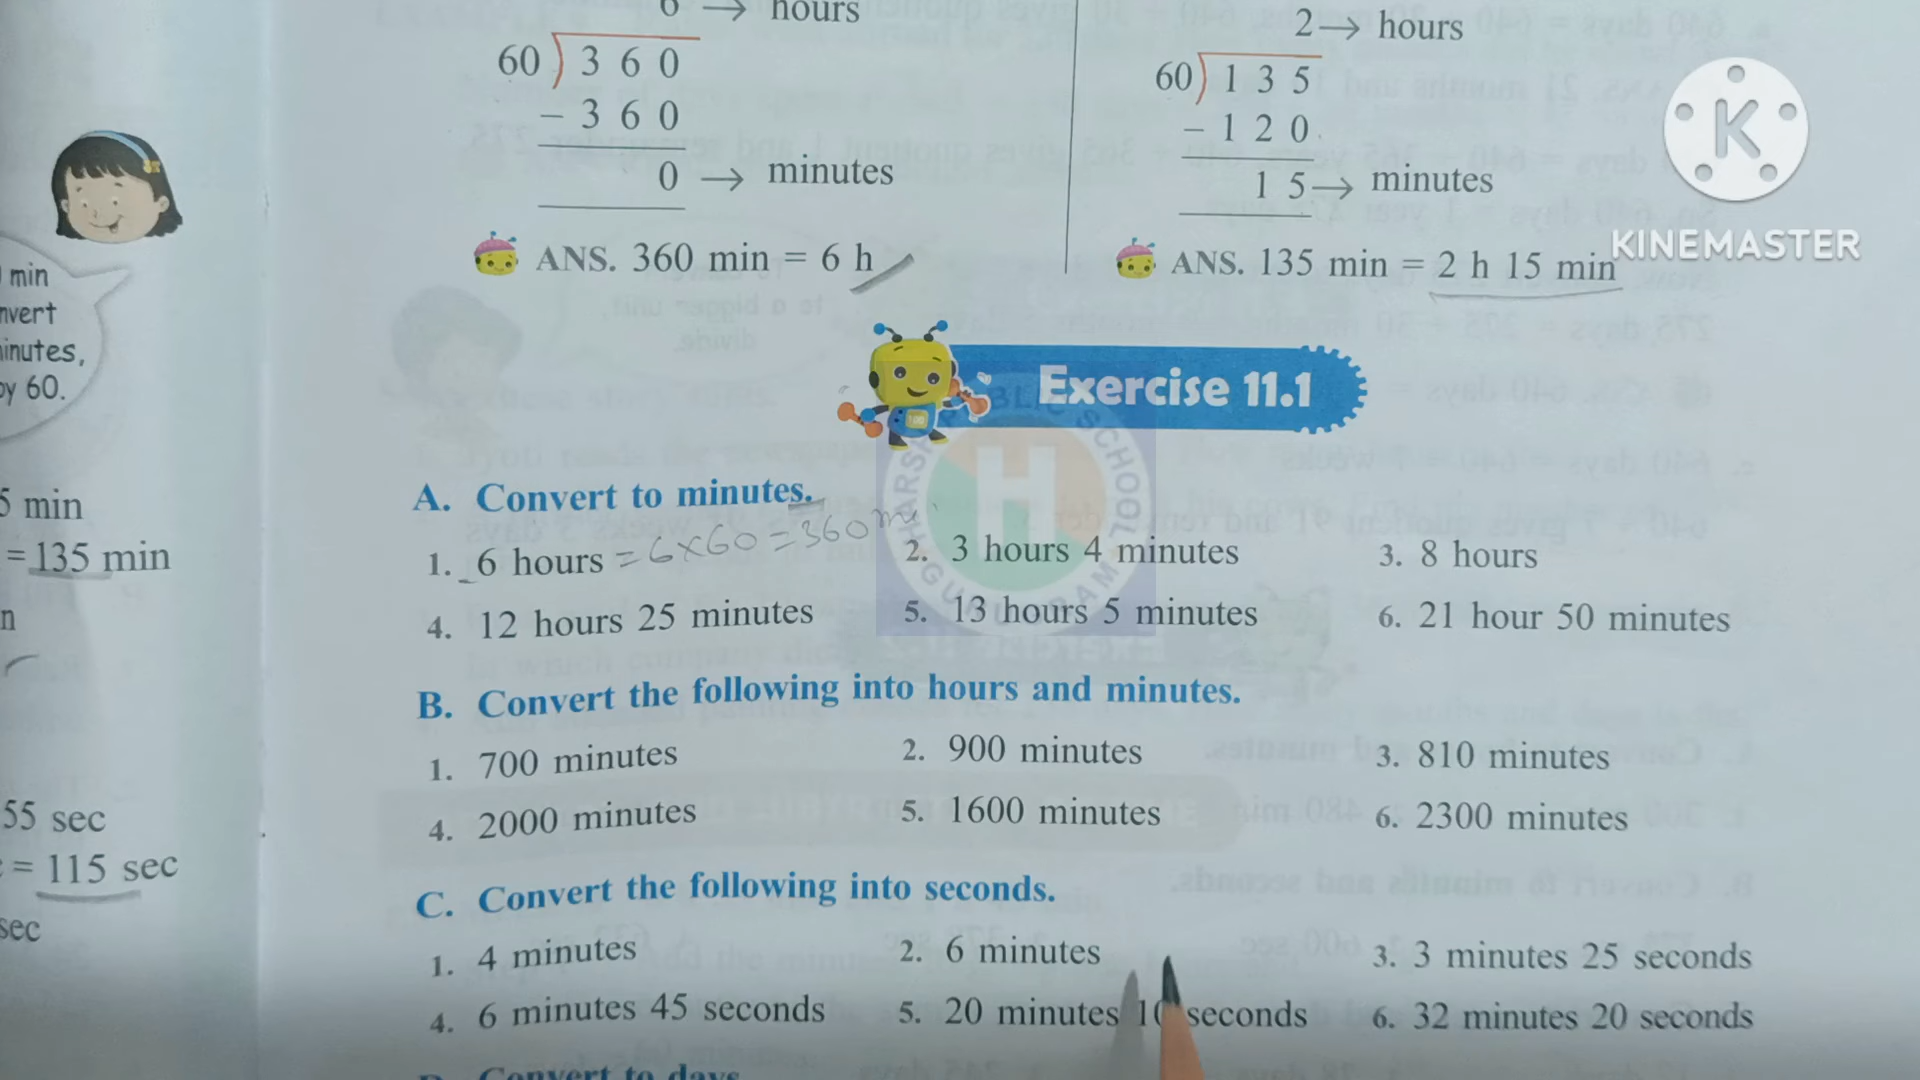 6 → hours
60 ) 3 6 0
– 3 6 0
0 → minutes
ANS. 360 min = 6 h
2 → hours
60 ) 1 3 5
– 1 2 0
1 5 → minutes
ANS. 135 min = 2 h 15 min
KINEMASTER
min
nvert
inutes,
by 60.
5 min
= 135 min
n
55 sec
= 115 sec
sec
Exercise 11.1
A. Convert to minutes.
1. 6 hours = 6×60 = 360 m
2. 3 hours 4 minutes
3. 8 hours
4. 12 hours 25 minutes
5. 13 hours 5 minutes
6. 21 hour 50 minutes
B. Convert the following into hours and minutes.
1. 700 minutes
2. 900 minutes
3. 810 minutes
4. 2000 minutes
5. 1600 minutes
6. 2300 minutes
C. Convert the following into seconds.
1. 4 minutes
2. 6 minutes
3. 3 minutes 25 seconds
4. 6 minutes 45 seconds
5. 20 minutes 10 seconds
6. 32 minutes 20 seconds
Convert to days